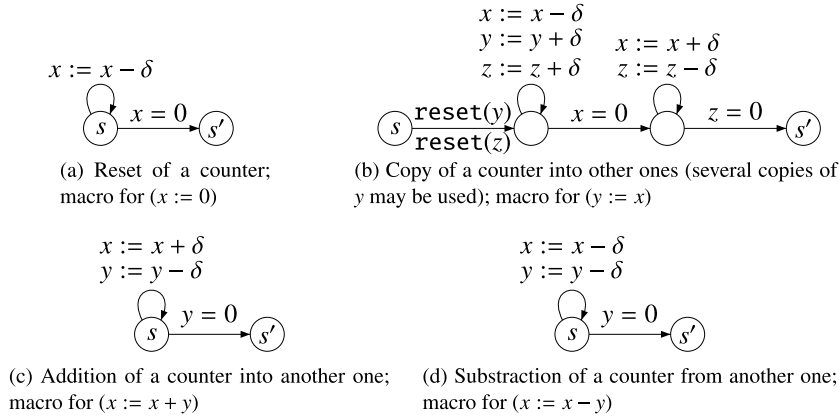 x := x − δ
x = 0
s
s′
(a) Reset of a counter;
macro for (x := 0)
x := x − δ
y := y + δ
z := z + δ
x := x + δ
z := z − δ
reset(y)
reset(z)
x = 0
z = 0
s
s′
(b) Copy of a counter into other ones (several copies of
y may be used); macro for (y := x)
x := x + δ
y := y − δ
y = 0
s
s′
(c) Addition of a counter into another one;
macro for (x := x + y)
x := x − δ
y := y − δ
y = 0
s
s′
(d) Substraction of a counter from another one;
macro for (x := x − y)